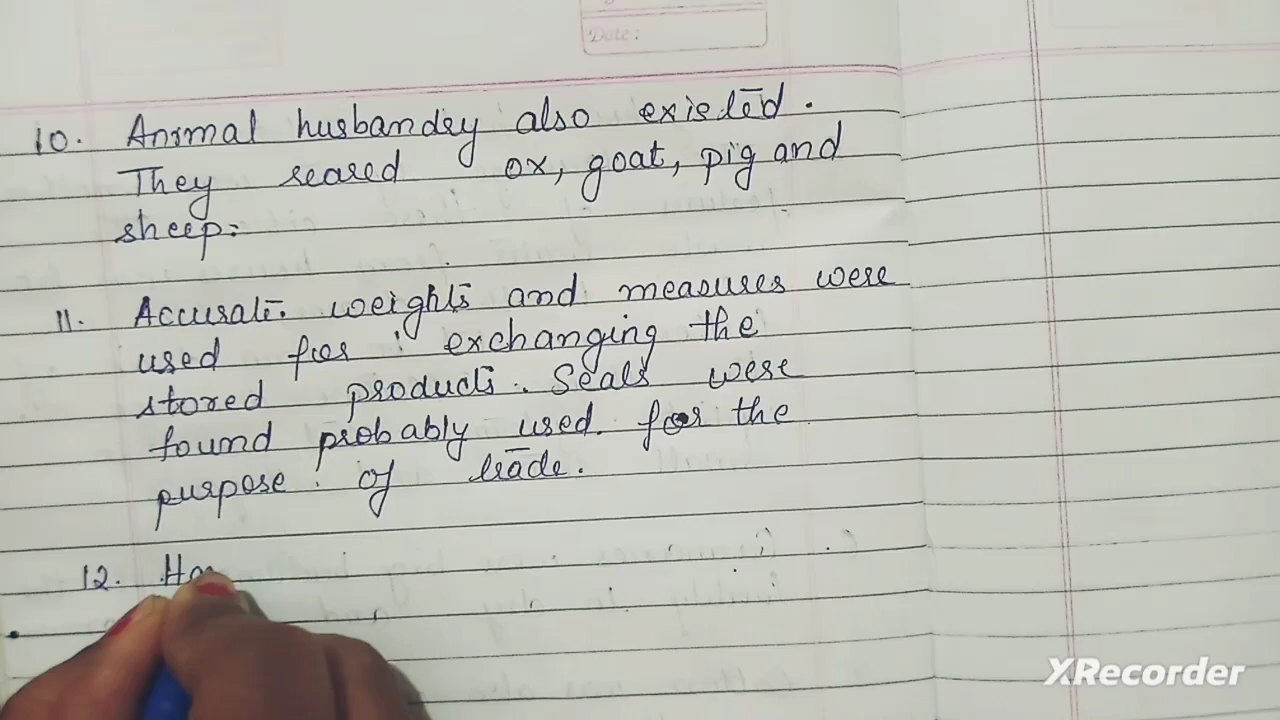 Date:
10. Animal husbandry also existed.
They reared ox, goat, pig and
sheep.
11. Accurate weights and measures were
used for exchanging the
stored products. Seals were
found probably used for the
purpose of trade.
12. Ha
XRecorder